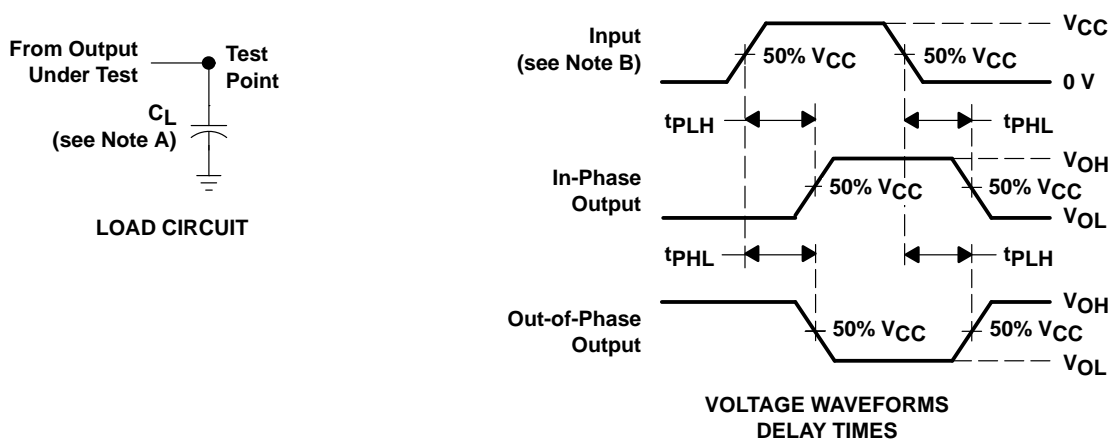 From Output
Under Test
Test
Point
CL
(see Note A)
LOAD CIRCUIT
Input
(see Note B)
50% VCC
50% VCC
VCC
0 V
tPLH
tPHL
In-Phase
Output
50% VCC
50% VCC
VOH
VOL
tPHL
tPLH
Out-of-Phase
Output
50% VCC
50% VCC
VOH
VOL
VOLTAGE WAVEFORMS
DELAY TIMES